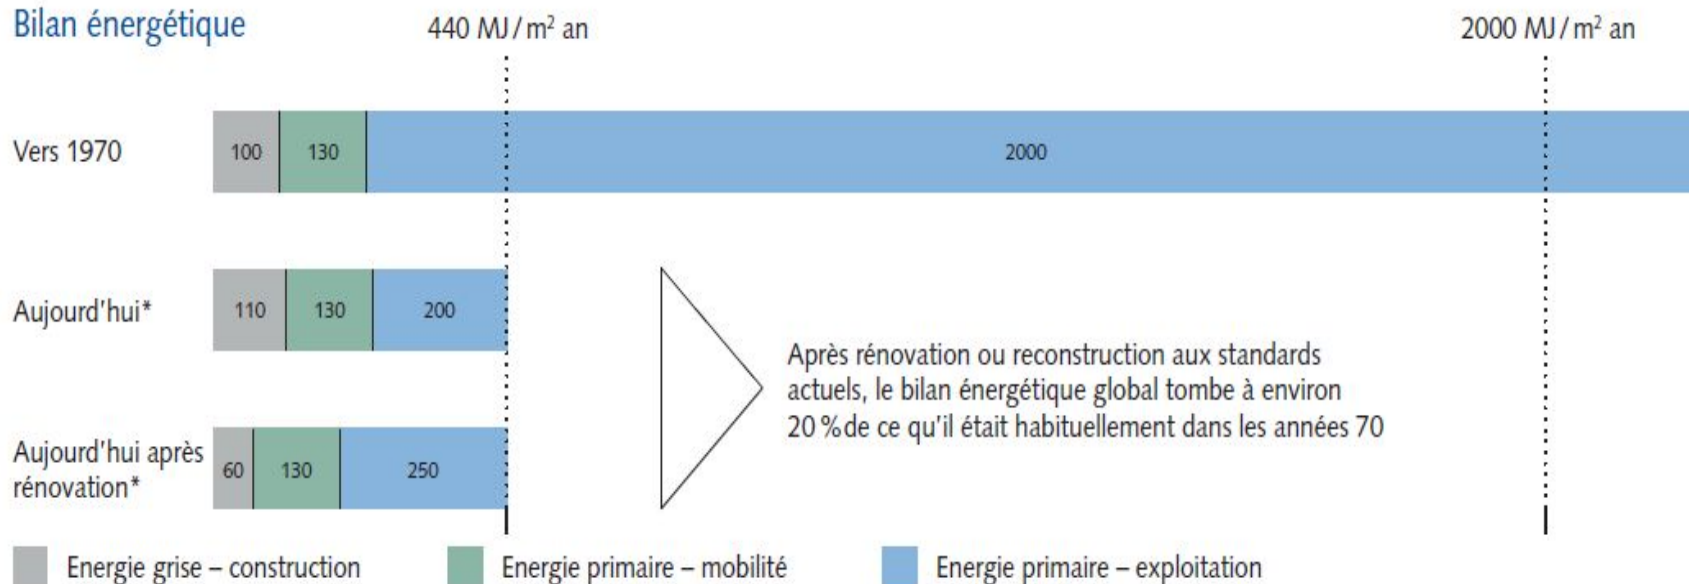 Bilan énergétique
440 MJ/m² an
2000 MJ/m² an
Vers 1970
100
130
2000
Aujourd'hui*
110
130
200
Après rénovation ou reconstruction aux standards
actuels, le bilan énergétique global tombe à environ
20 %de ce qu'il était habituellement dans les années 70
Aujourd'hui après
rénovation*
60
130
250
Energie grise – construction
Energie primaire – mobilité
Energie primaire – exploitation